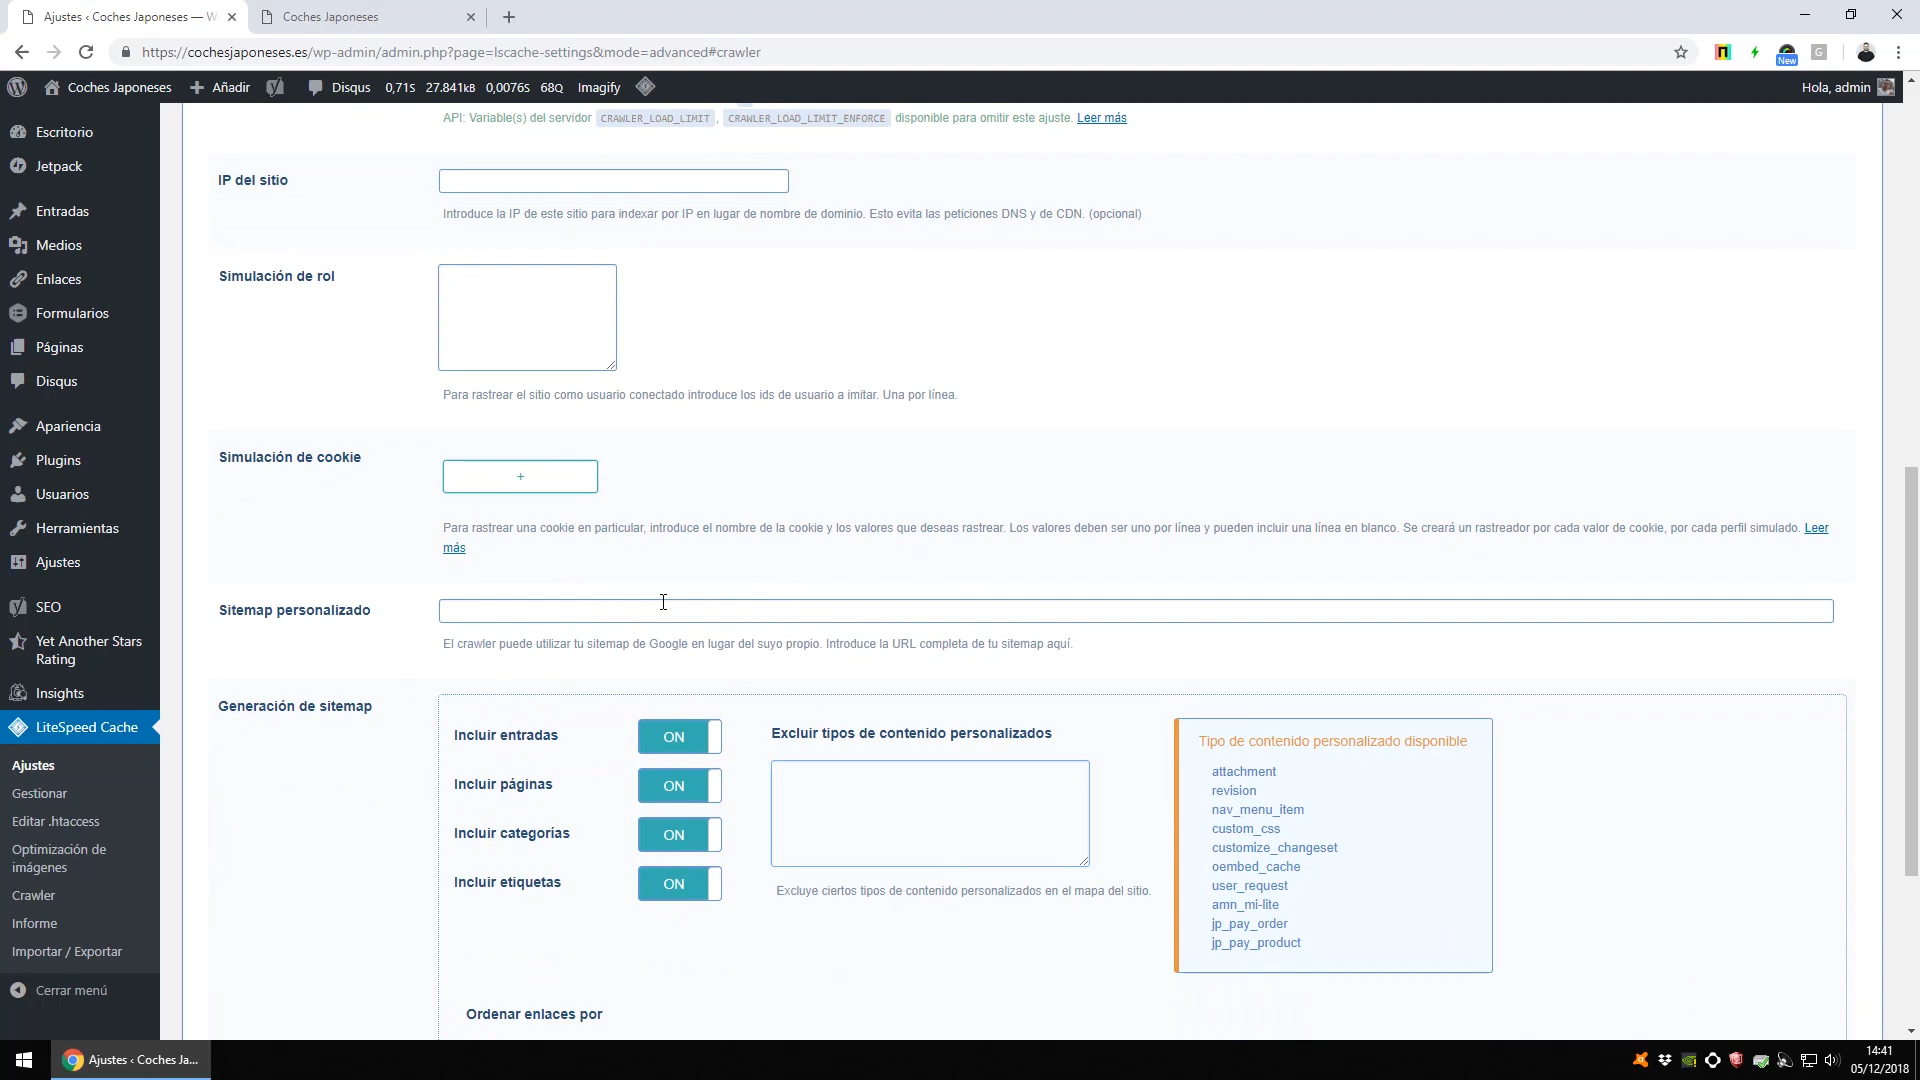 Ajustes ‹ Coches Japoneses — W
Coches Japoneses
https://cochesjaponeses.es/wp-admin/admin.php?page=lscache-settings&mode=advanced#crawler
New
G
Coches Japoneses
Añadir
Disqus
0,71S 27.841kB 0,0076S 68Q
Imagify
Hola, admin
Escritorio
Jetpack
Entradas
Medios
Enlaces
Formularios
Páginas
Disqus
Apariencia
Plugins
Usuarios
Herramientas
Ajustes
SEO
Yet Another Stars
Rating
Insights
LiteSpeed Cache
Ajustes
Gestionar
Editar .htaccess
Optimización de
imágenes
Crawler
Informe
Importar / Exportar
Cerrar menú
API: Variable(s) del servidor CRAWLER_LOAD_LIMIT , CRAWLER_LOAD_LIMIT_ENFORCE disponible para omitir este ajuste. Leer más
IP del sitio
Introduce la IP de este sitio para indexar por IP en lugar de nombre de dominio. Esto evita las peticiones DNS y de CDN. (opcional)
Simulación de rol
Para rastrear el sitio como usuario conectado introduce los ids de usuario a imitar. Una por línea.
Simulación de cookie
+
Para rastrear una cookie en particular, introduce el nombre de la cookie y los valores que deseas rastrear. Los valores deben ser uno por línea y pueden incluir una línea en blanco. Se creará un rastreador por cada valor de cookie, por cada perfil simulado. Leer
más
Sitemap personalizado
El crawler puede utilizar tu sitemap de Google en lugar del suyo propio. Introduce la URL completa de tu sitemap aquí.
Generación de sitemap
Incluir entradas ON
Incluir páginas ON
Incluir categorías ON
Incluir etiquetas ON
Excluir tipos de contenido personalizados
Excluye ciertos tipos de contenido personalizados en el mapa del sitio.
Tipo de contenido personalizado disponible
attachment
revision
nav_menu_item
custom_css
customize_changeset
oembed_cache
user_request
amn_mi-lite
jp_pay_order
jp_pay_product
Ordenar enlaces por
Ajustes ‹ Coches Ja...
14:41
05/12/2018